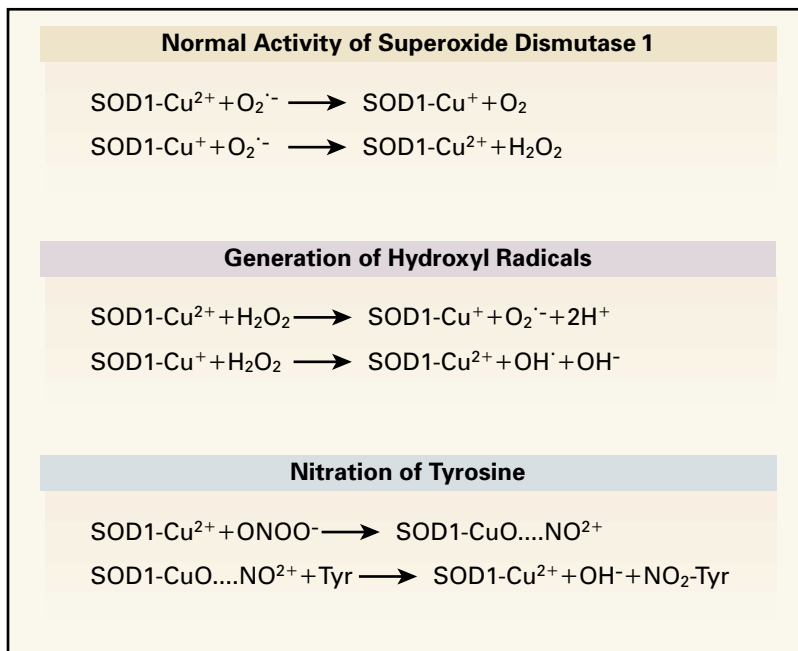 Normal Activity of Superoxide Dismutase 1
SOD1-Cu²⁺+O₂˙⁻ ⟶ SOD1-Cu⁺+O₂
SOD1-Cu⁺+O₂˙⁻ ⟶ SOD1-Cu²⁺+H₂O₂
Generation of Hydroxyl Radicals
SOD1-Cu²⁺+H₂O₂ ⟶ SOD1-Cu⁺+O₂˙⁻+2H⁺
SOD1-Cu⁺+H₂O₂ ⟶ SOD1-Cu²⁺+OH˙+OH⁻
Nitration of Tyrosine
SOD1-Cu²⁺+ONOO⁻ ⟶ SOD1-CuO....NO²⁺
SOD1-CuO....NO²⁺+Tyr ⟶ SOD1-Cu²⁺+OH⁻+NO₂-Tyr